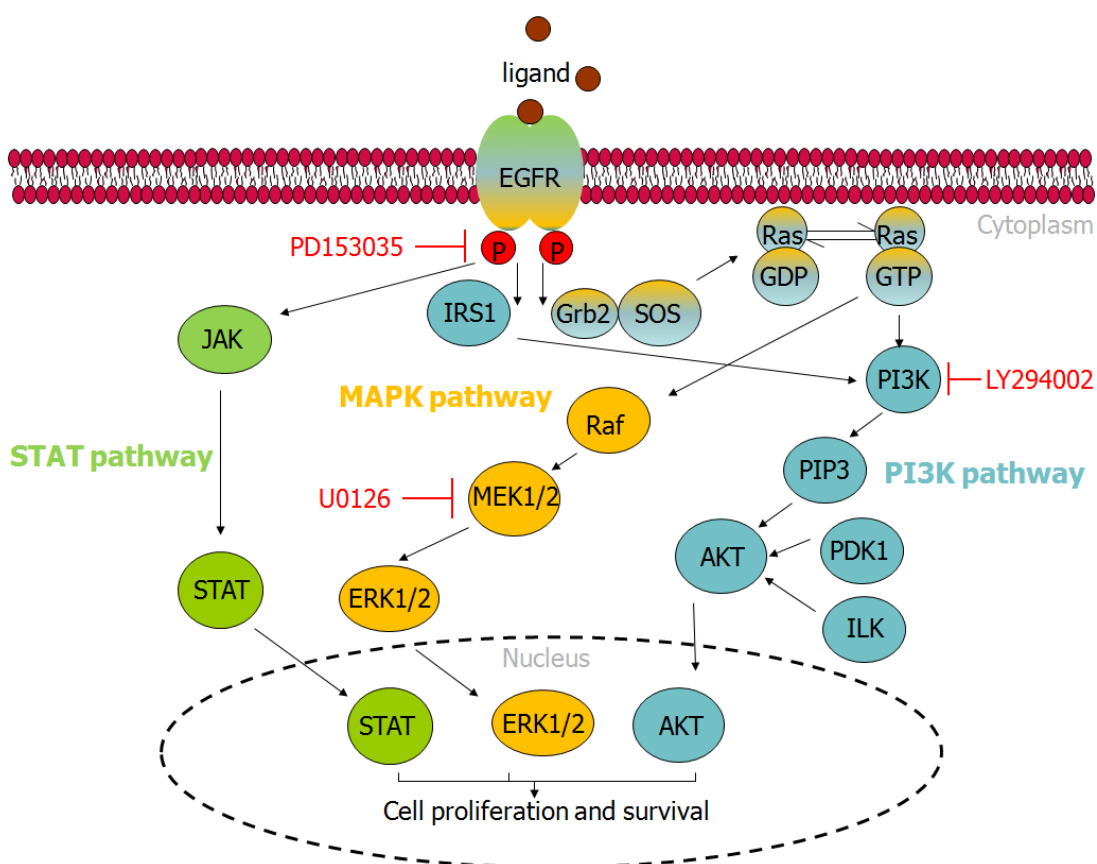 ligand
EGFR
Cytoplasm
PD153035
P
P
Ras
Ras
GDP
GTP
IRS1
Grb2
SOS
JAK
PI3K
LY294002
MAPK pathway
Raf
STAT pathway
PIP3
PI3K pathway
U0126
MEK1/2
AKT
PDK1
STAT
ERK1/2
ILK
Nucleus
STAT
ERK1/2
AKT
Cell proliferation and survival